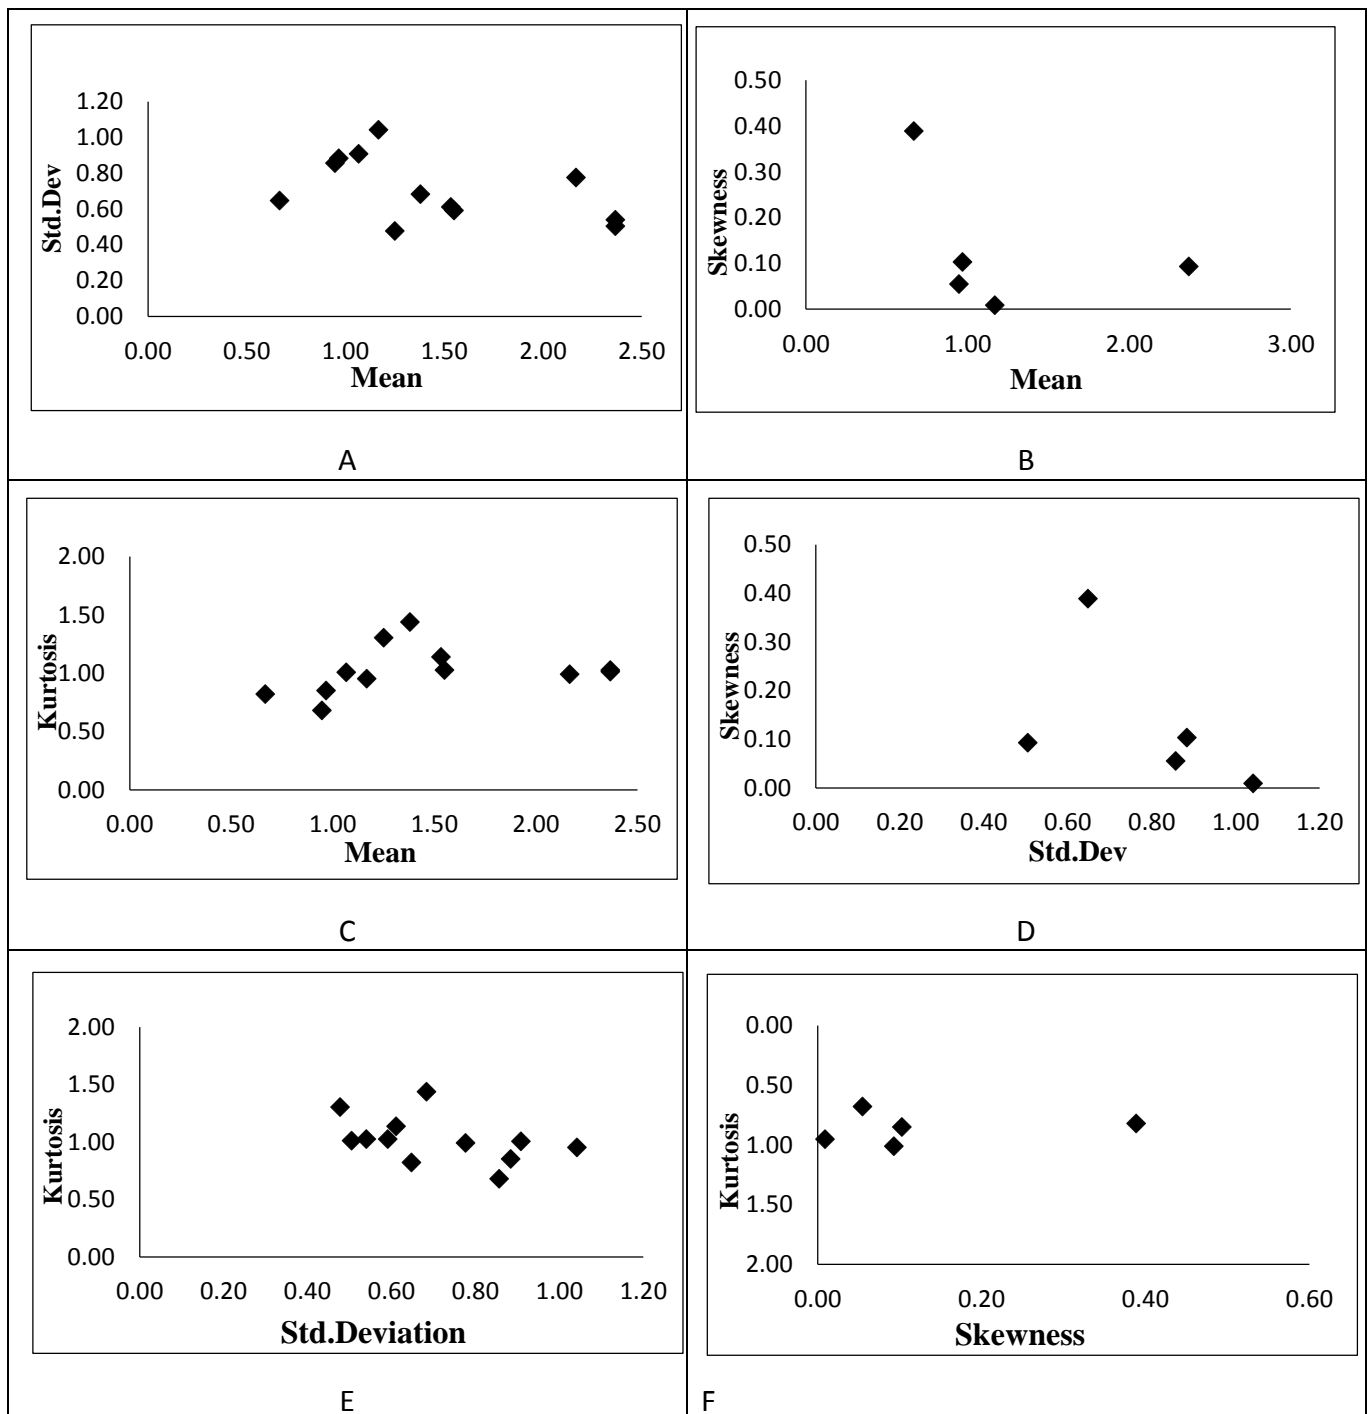 1.20
1.00
0.80
0.60
0.40
0.20
0.00
Std.Dev
0.00 0.50 1.00 1.50 2.00 2.50
Mean
A
0.50
0.40
0.30
0.20
0.10
0.00
Skewness
0.00 1.00 2.00 3.00
Mean
B
2.00
1.50
1.00
0.50
0.00
Kurtosis
0.00 0.50 1.00 1.50 2.00 2.50
Mean
C
0.50
0.40
0.30
0.20
0.10
0.00
Skewness
0.00 0.20 0.40 0.60 0.80 1.00 1.20
Std.Dev
D
2.00
1.50
1.00
0.50
0.00
Kurtosis
0.00 0.20 0.40 0.60 0.80 1.00 1.20
Std.Deviation
E
0.00
0.50
1.00
1.50
2.00
Kurtosis
0.00 0.20 0.40 0.60
Skewness
F